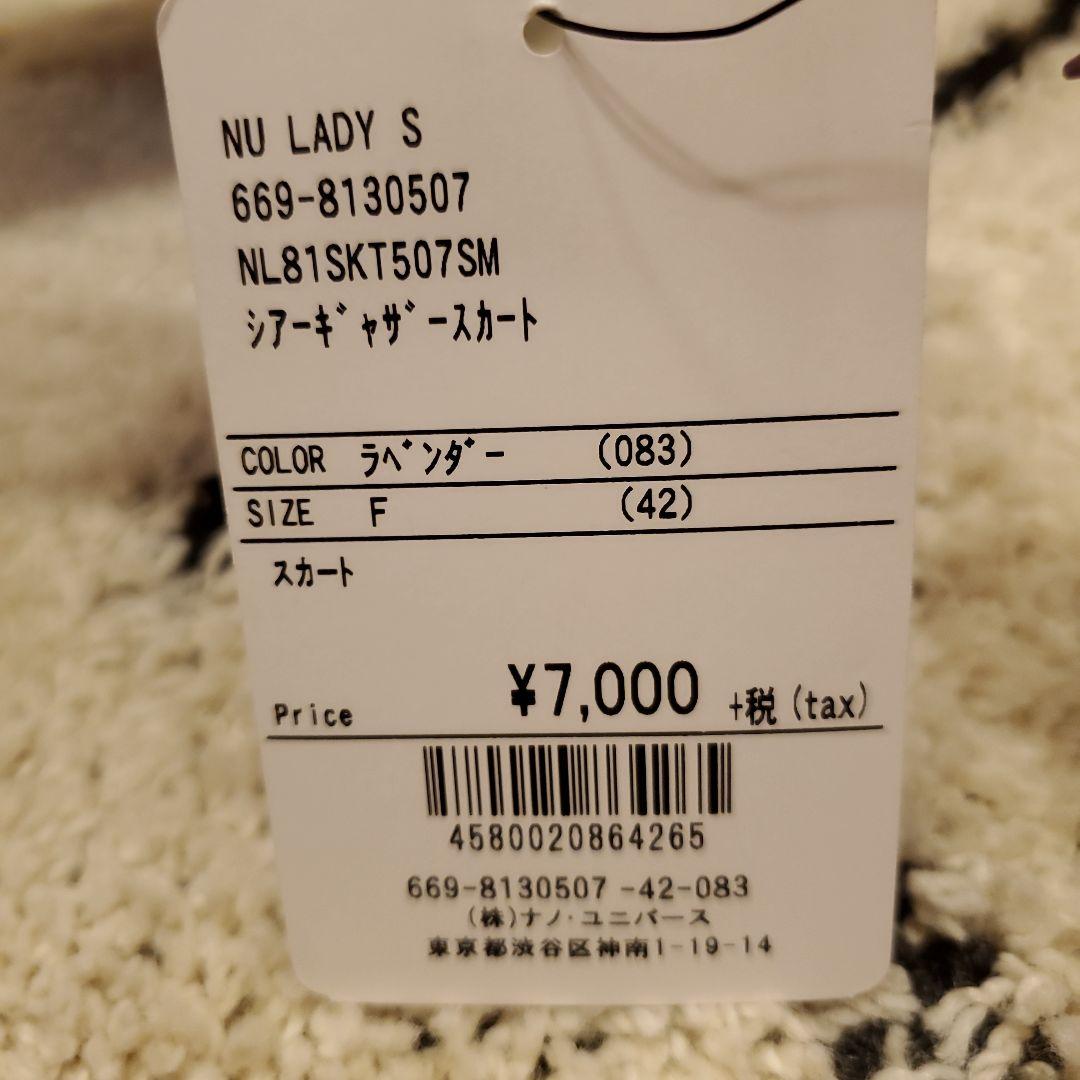 NU LADY S
669-8130507
NL81SKT507SM
シアーギャザースカート
COLOR ラベンダー (083)
SIZE F (42)
スカート
Price ¥7,000 +税(tax)
4580020864265
669-8130507 -42-083
(株)ナノ・ユニバース
東京都渋谷区神南1-19-14